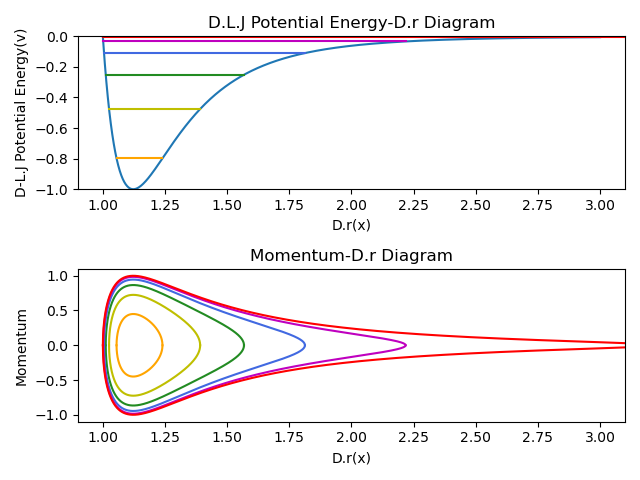 D.L.J Potential Energy-D.r Diagram
D-L.J Potential Energy(v)
0.0
−0.2
−0.4
−0.6
−0.8
−1.0
1.00 1.25 1.50 1.75 2.00 2.25 2.50 2.75 3.00
D.r(x)
Momentum-D.r Diagram
Momentum
1.0
0.5
0.0
−0.5
−1.0
1.00 1.25 1.50 1.75 2.00 2.25 2.50 2.75 3.00
D.r(x)